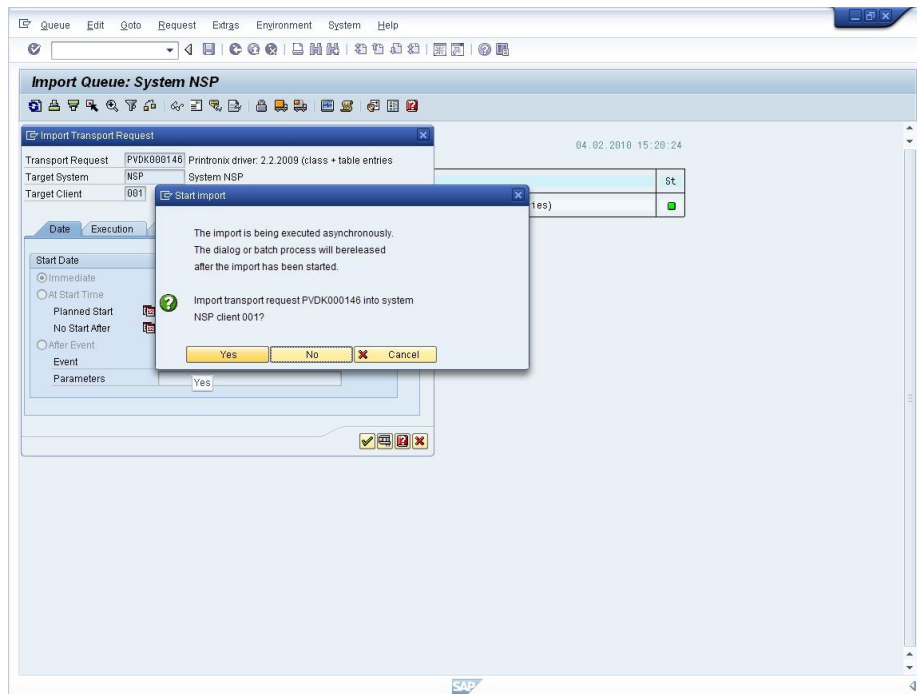 Queue Edit Goto Request Extras Environment System Help
Import Queue: System NSP
Import Transport Request
04.02.2010 15:20:24
Transport Request PVDK000146 Printronix driver: 2.2.2009 (class + table entries
Target System NSP System NSP
St
Target Client 001
Start import
ies)
Date Execution
The import is being executed asynchronously.
The dialog or batch process will bereleased
after the import has been started.
Start Date
Immediate
At Start Time
Import transport request PVDK000146 into system
NSP client 001?
Planned Start
No Start After
After Event
Yes No Cancel
Event
Parameters
Yes
SAP